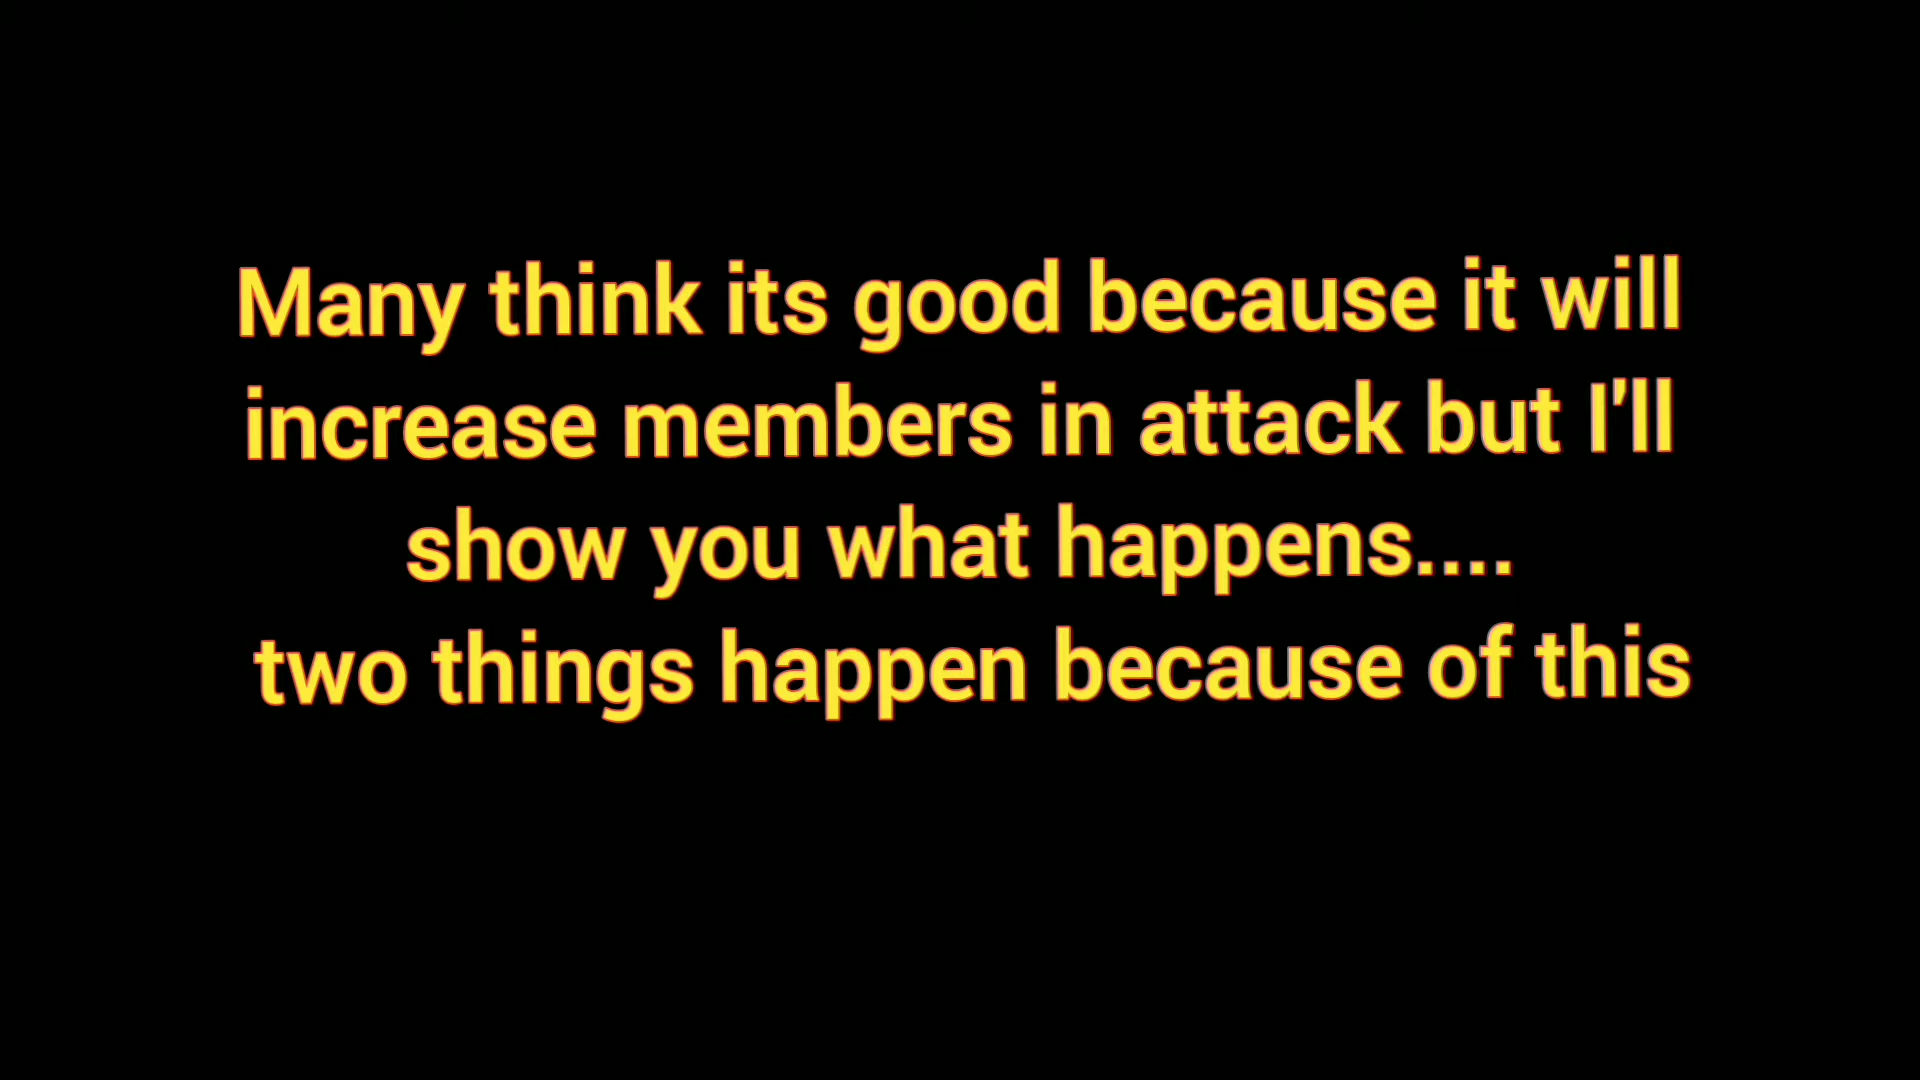 Many think its good because it will
increase members in attack but I'll
show you what happens....
two things happen because of this